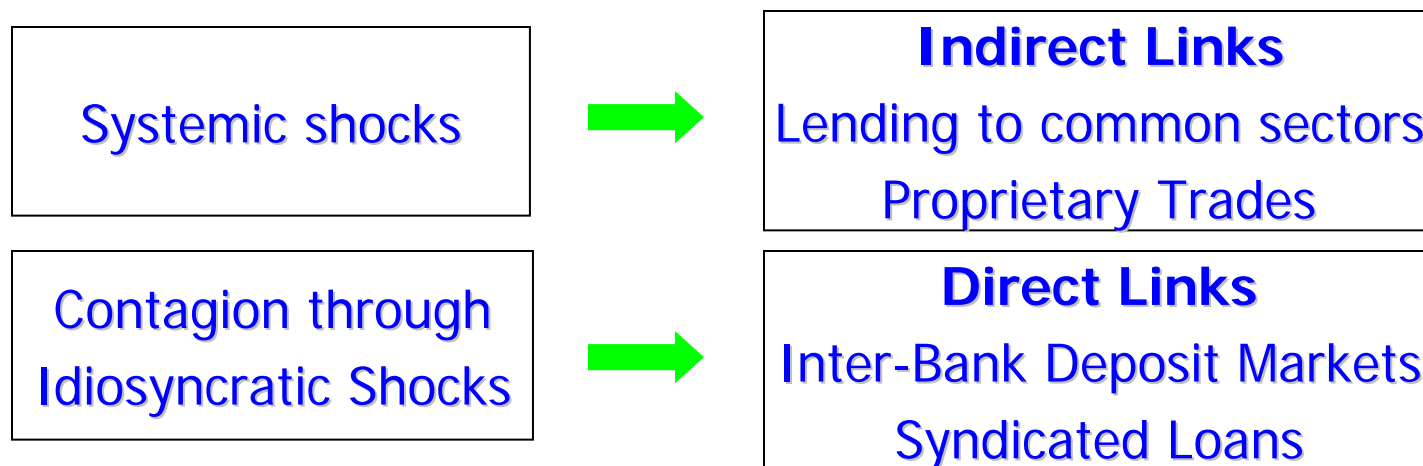 Systemic shocks
Indirect Links
Lending to common sectors
Proprietary Trades
Contagion through
Idiosyncratic Shocks
Direct Links
Inter-Bank Deposit Markets
Syndicated Loans